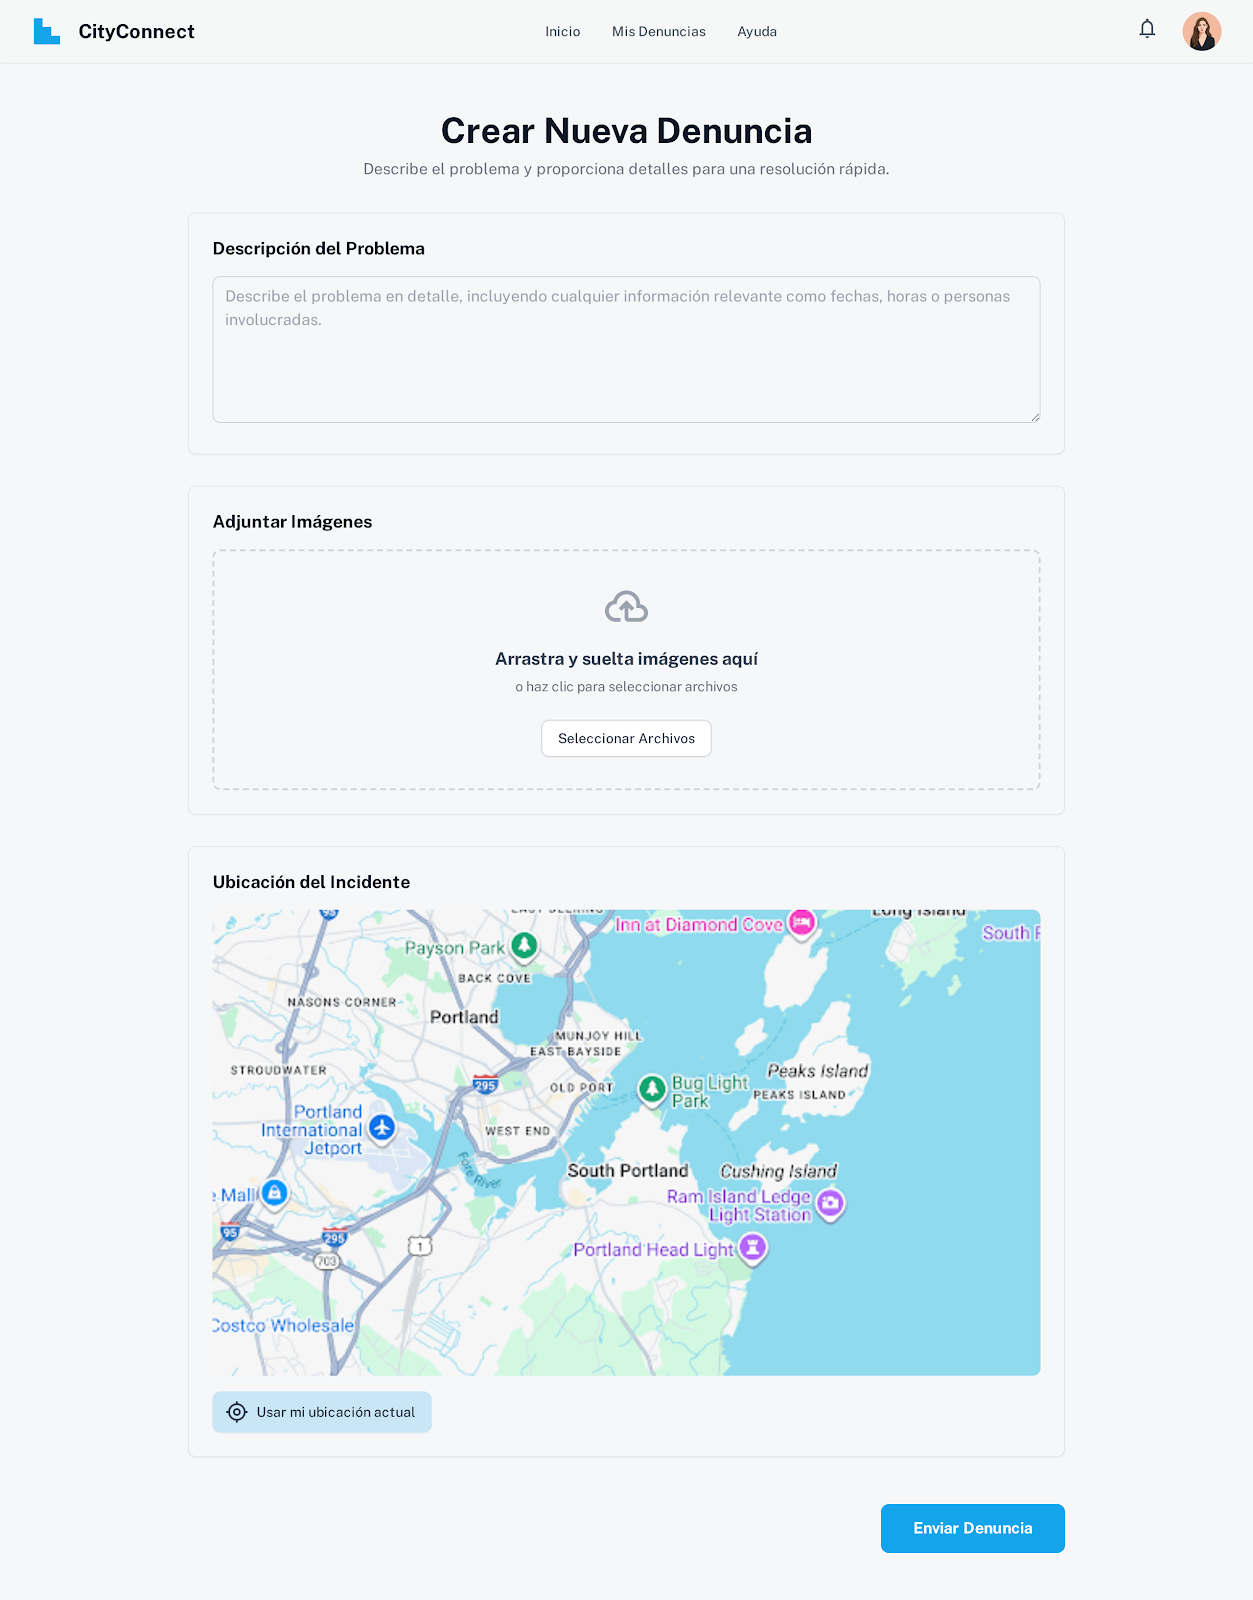 CityConnect
Inicio
Mis Denuncias
Ayuda
Crear Nueva Denuncia
Describe el problema y proporciona detalles para una resolución rápida.
Descripción del Problema
Describe el problema en detalle, incluyendo cualquier información relevante como fechas, horas o personas
involucradas.
Adjuntar Imágenes
Arrastra y suelta imágenes aquí
o haz clic para seleccionar archivos
Seleccionar Archivos
Ubicación del Incidente
95
EAST DEERING
Inn at Diamond Cove
Long Island
South F
Payson Park
BACK COVE
NASONS CORNER
Portland
MUNJOY HILL
EAST BAYSIDE
STROUDWATER
295
OLD PORT
Bug Light
Park
Peaks Island
PEAKS ISLAND
Portland
International
Jetport
WEST END
Fore River
South Portland
Cushing Island
e Mall
Ram Island Ledge
Light Station
95
295
1
703
Portland Head Light
Costco Wholesale
Usar mi ubicación actual
Enviar Denuncia